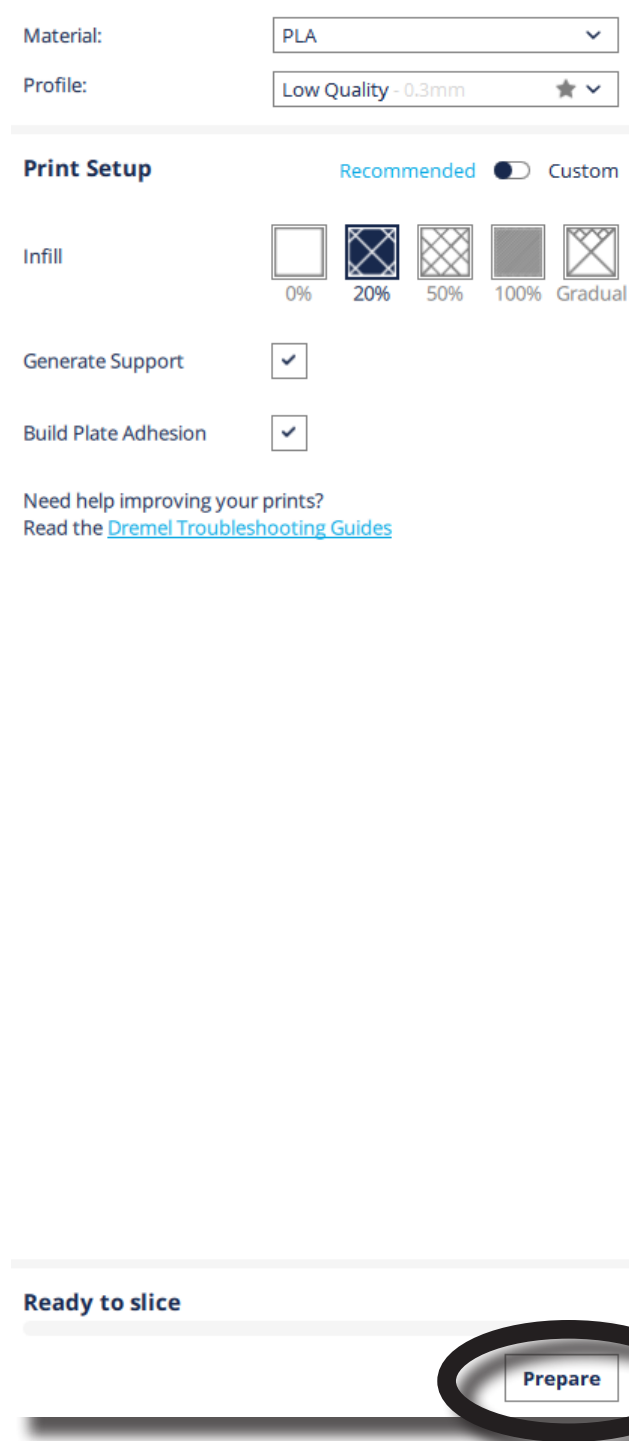 Material: PLA
Profile: Low Quality - 0.3mm
Print Setup Recommended Custom
Infill
0% 20% 50% 100% Gradual
Generate Support
Build Plate Adhesion
Need help improving your prints?
Read the Dremel Troubleshooting Guides
Ready to slice
Prepare